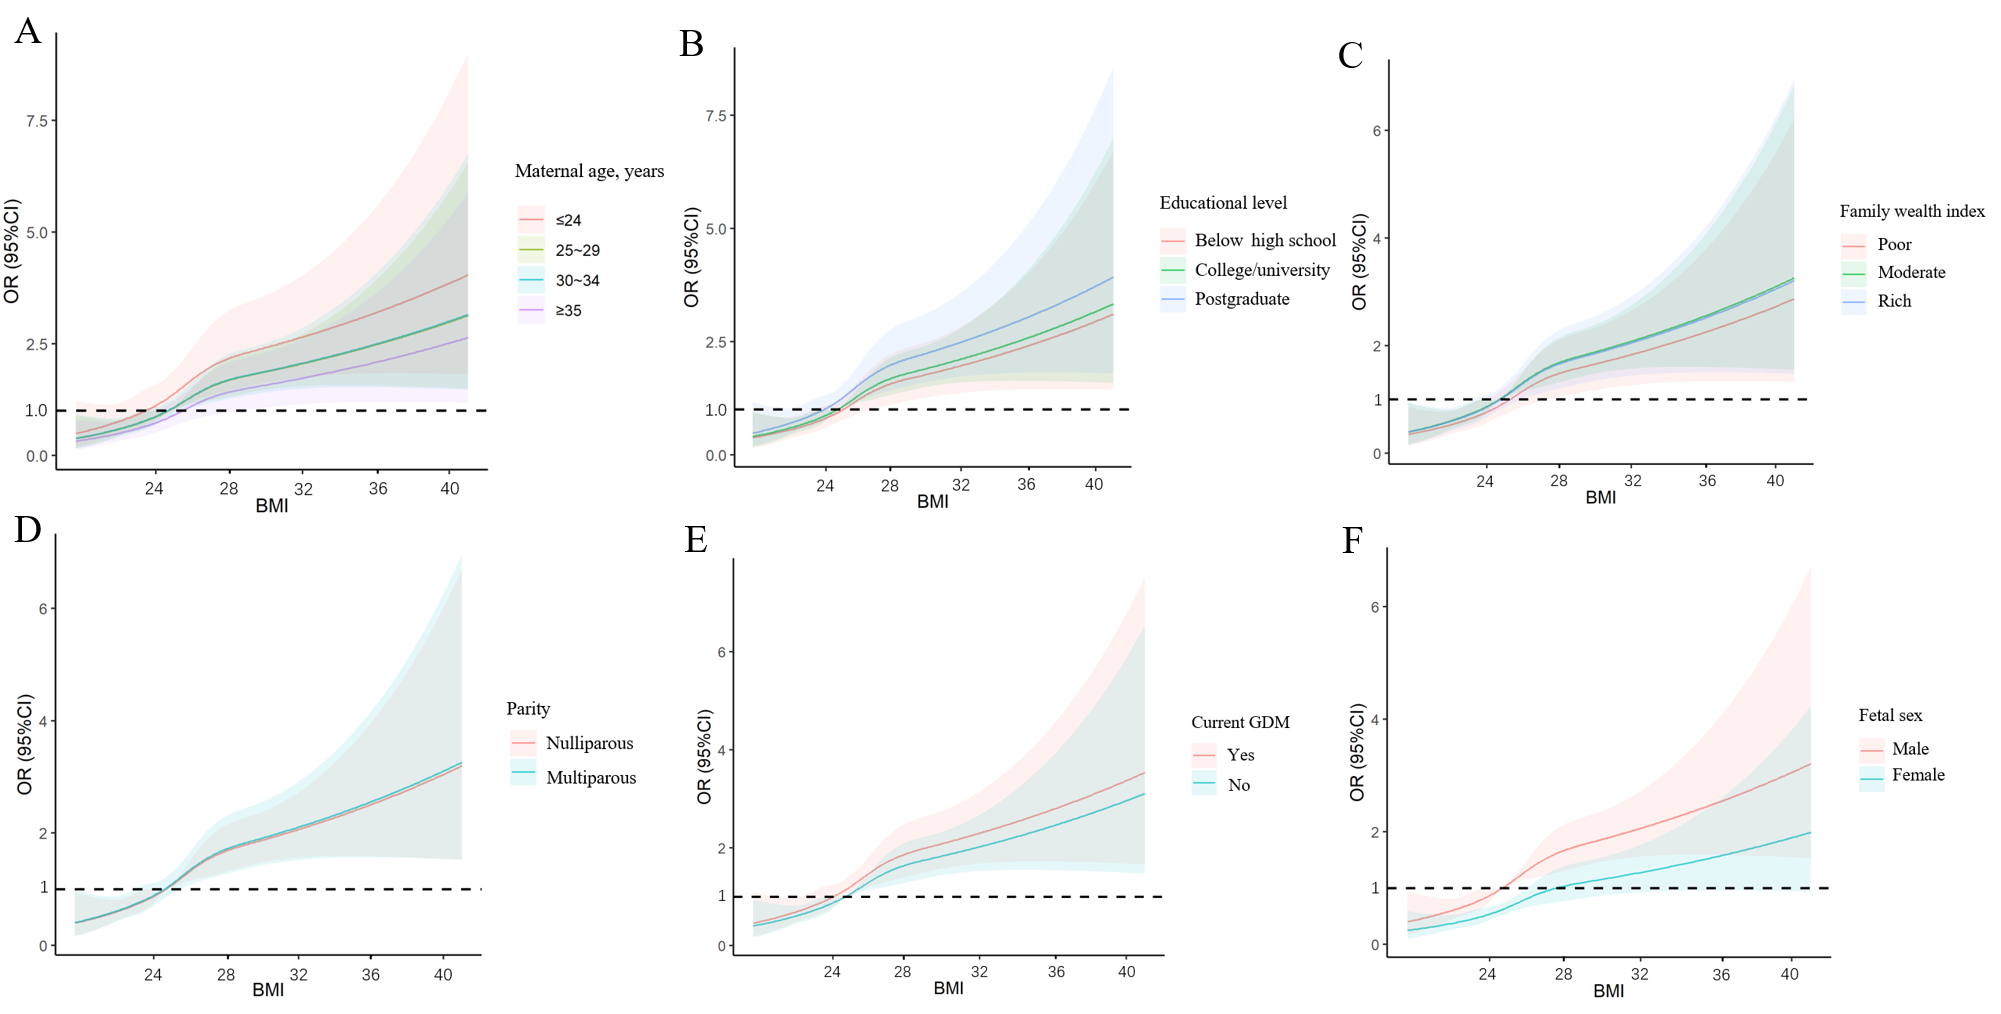 A
OR (95%CI)
7.5
5.0
2.5
1.0
0.0
24 28 32 36 40
BMI
Maternal age, years
≤24
25~29
30~34
≥35
B
OR (95%CI)
7.5
5.0
2.5
1.0
0.0
24 28 32 36 40
BMI
Educational level
Below high school
College/university
Postgraduate
C
OR (95%CI)
6
4
2
1
0
24 28 32 36 40
BMI
Family wealth index
Poor
Moderate
Rich
D
OR (95%CI)
6
4
2
1
0
24 28 32 36 40
BMI
Parity
Nulliparous
Multiparous
E
OR (95%CI)
6
4
2
1
0
24 28 32 36 40
BMI
Current GDM
Yes
No
F
OR (95%CI)
6
4
2
1
0
24 28 32 36 40
BMI
Fetal sex
Male
Female